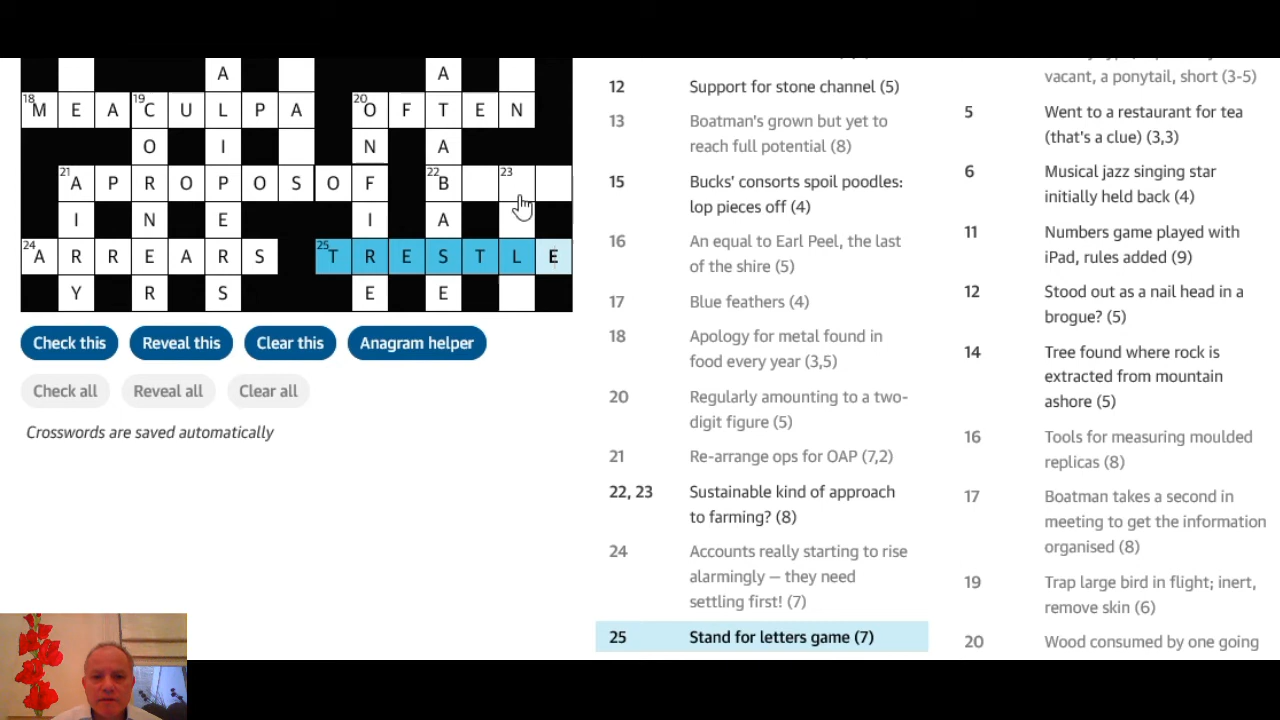 A A
18 M E A 19 C U L P A 20 O F T E N
O I N A
21 A P R O P O S O F 22 B 23
I N E I A
24 A R R E A R S 25 T R E S T L E
Y R S E E
Check this Reveal this Clear this Anagram helper
Check all Reveal all Clear all
Crosswords are saved automatically
12 Support for stone channel (5)
13 Boatman's grown but yet to
reach full potential (8)
15 Bucks' consorts spoil poodles:
lop pieces off (4)
16 An equal to Earl Peel, the last
of the shire (5)
17 Blue feathers (4)
18 Apology for metal found in
food every year (3,5)
20 Regularly amounting to a two-
digit figure (5)
21 Re-arrange ops for OAP (7,2)
22, 23 Sustainable kind of approach
to farming? (8)
24 Accounts really starting to rise
alarmingly — they need
settling first! (7)
25 Stand for letters game (7)
vacant, a ponytail, short (3-5)
5 Went to a restaurant for tea
(that's a clue) (3,3)
6 Musical jazz singing star
initially held back (4)
11 Numbers game played with
iPad, rules added (9)
12 Stood out as a nail head in a
brogue? (5)
14 Tree found where rock is
extracted from mountain
ashore (5)
16 Tools for measuring moulded
replicas (8)
17 Boatman takes a second in
meeting to get the information
organised (8)
19 Trap large bird in flight; inert,
remove skin (6)
20 Wood consumed by one going